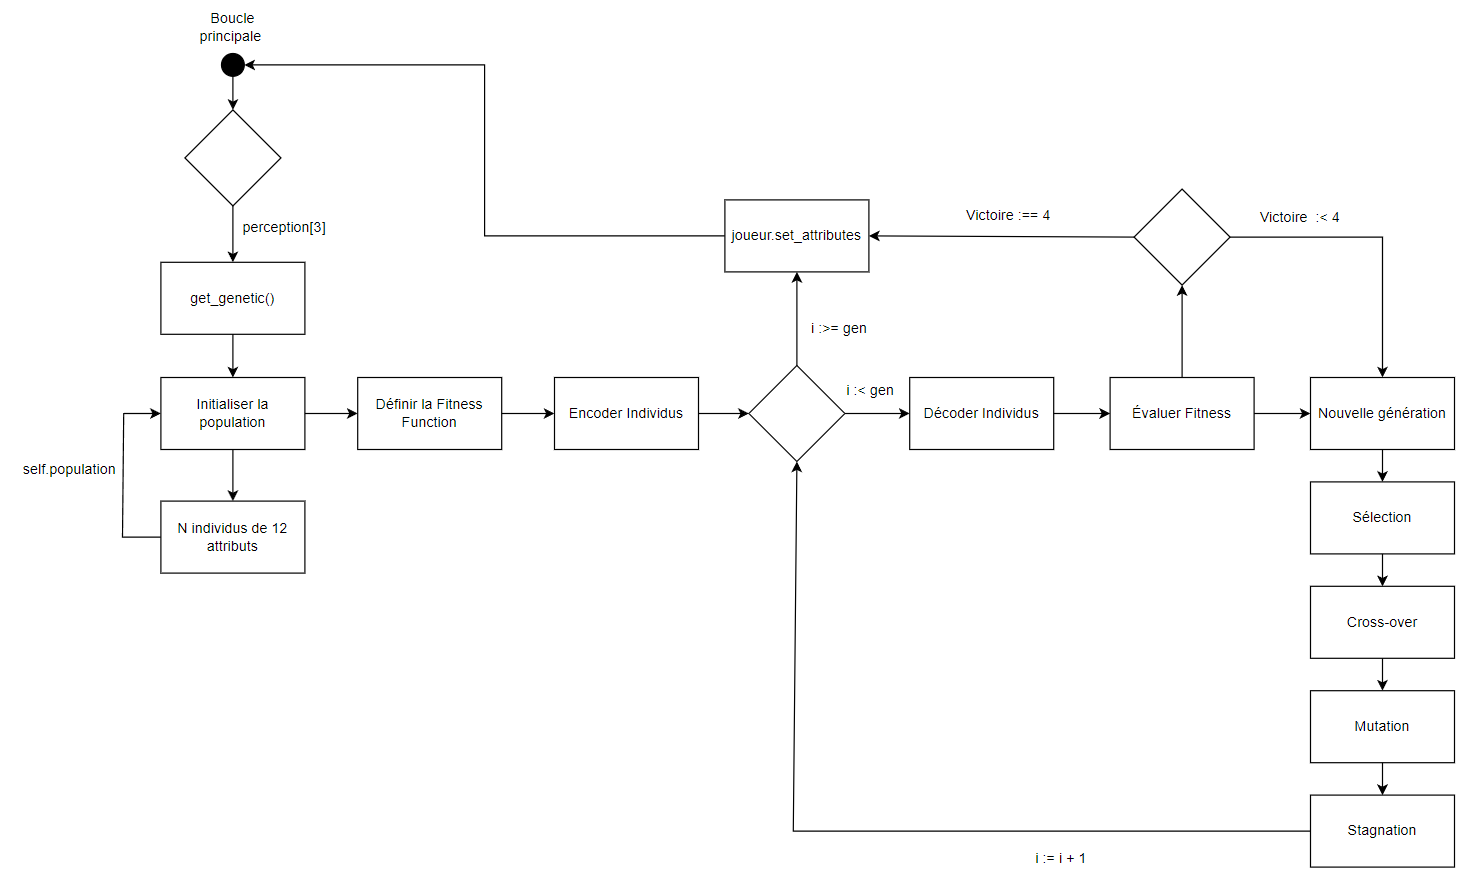 Boucle
principale
perception[3]
get_genetic()
Initialiser la
population
self.population
N individus de 12
attributs
Définir la Fitness
Function
Encoder Individus
joueur.set_attributes
i :>= gen
i :< gen
Décoder Individus
Évaluer Fitness
Victoire :== 4
Victoire  :< 4
Nouvelle génération
Sélection
Cross-over
Mutation
Stagnation
i := i + 1